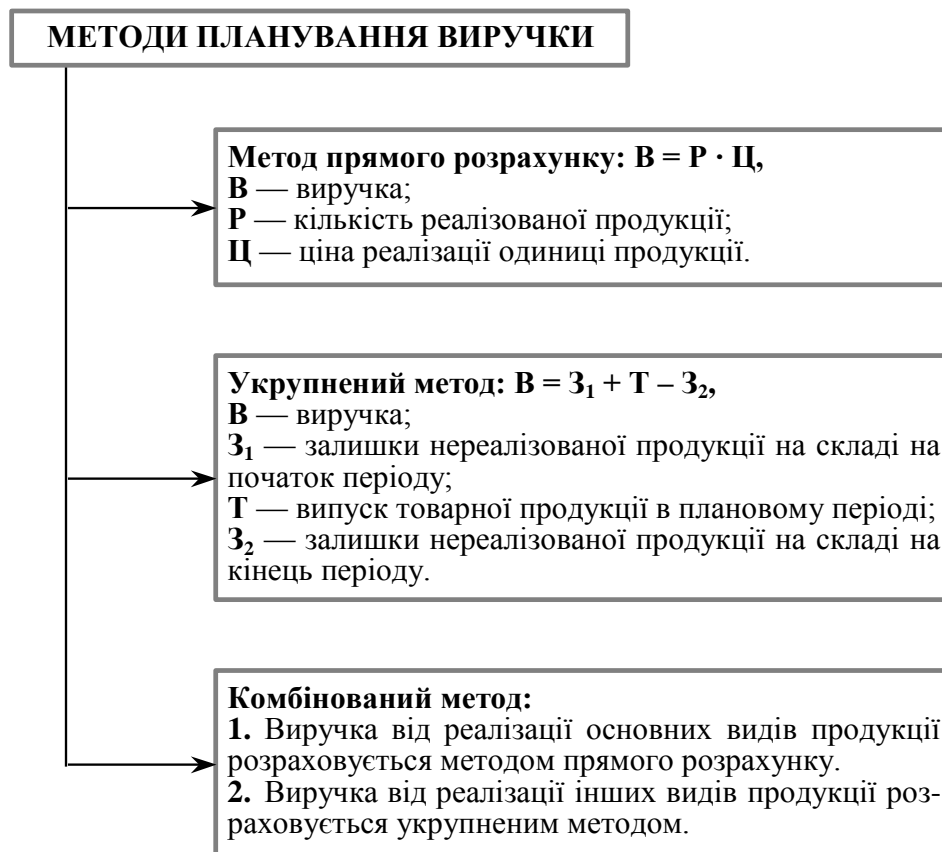 МЕТОДИ ПЛАНУВАННЯ ВИРУЧКИ
Метод прямого розрахунку: В = Р · Ц,
В — виручка;
Р — кількість реалізованої продукції;
Ц — ціна реалізації одиниці продукції.
Укрупнений метод: В = З₁ + Т – З₂,
В — виручка;
З₁ — залишки нереалізованої продукції на складі на
початок періоду;
Т — випуск товарної продукції в плановому періоді;
З₂ — залишки нереалізованої продукції на складі на
кінець періоду.
Комбінований метод:
1. Виручка від реалізації основних видів продукції
розраховується методом прямого розрахунку.
2. Виручка від реалізації інших видів продукції роз-
раховується укрупненим методом.